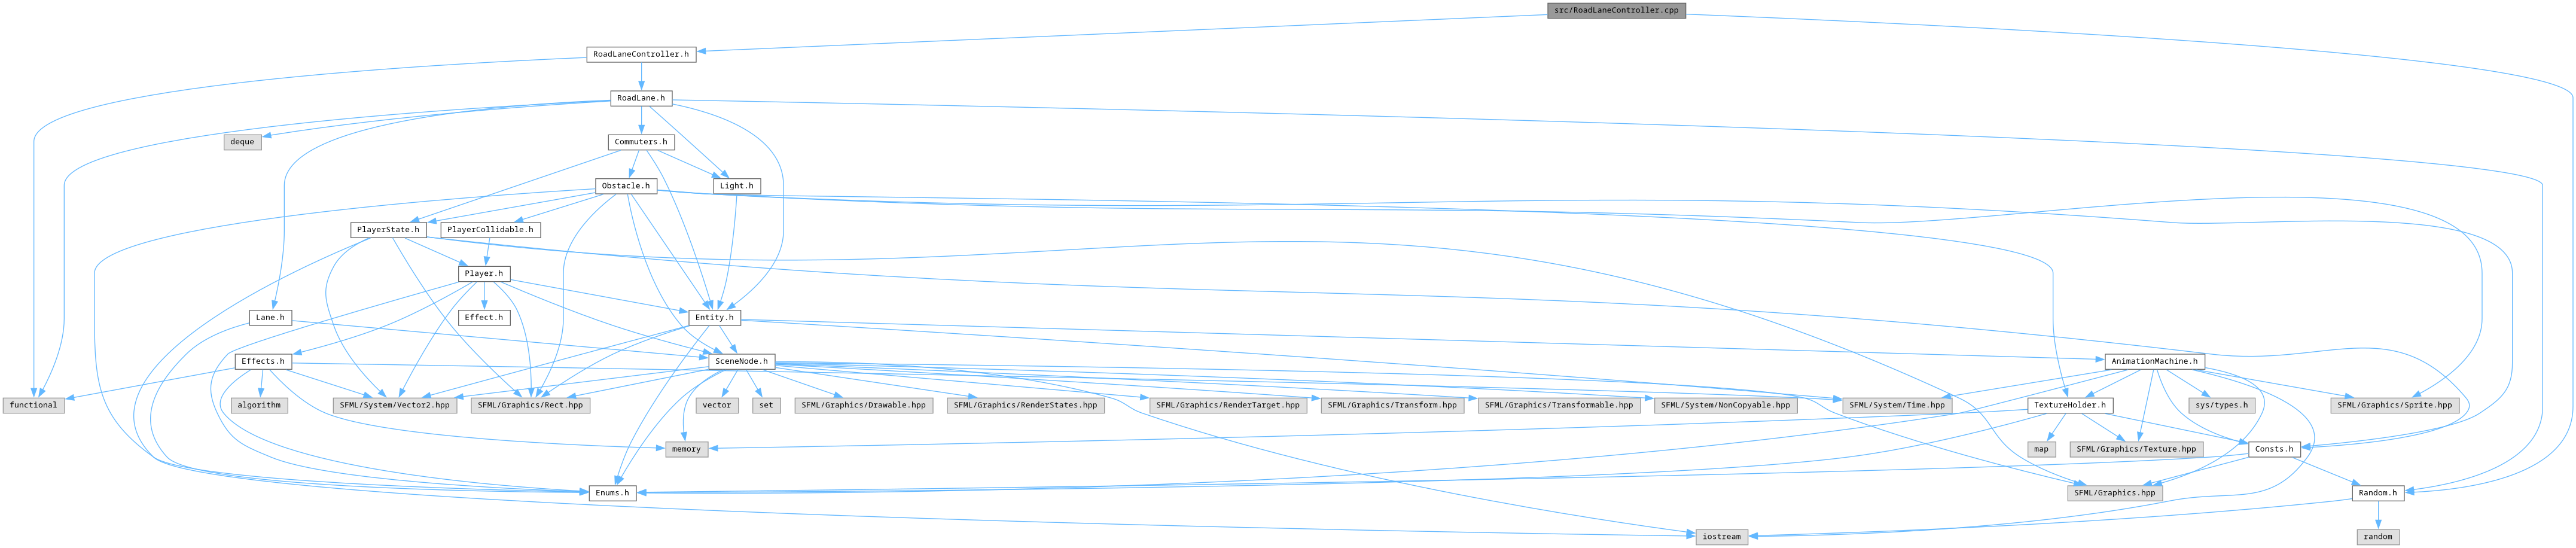 src/RoadLaneController.cpp
RoadLaneController.h
RoadLane.h
deque
Commuters.h
Obstacle.h
Light.h
PlayerState.h
PlayerCollidable.h
Player.h
Lane.h
Effect.h
Entity.h
Effects.h
SceneNode.h
AnimationMachine.h
functional
algorithm
SFML/System/Vector2.hpp
SFML/Graphics/Rect.hpp
vector
set
SFML/Graphics/Drawable.hpp
SFML/Graphics/RenderStates.hpp
SFML/Graphics/RenderTarget.hpp
SFML/Graphics/Transform.hpp
SFML/Graphics/Transformable.hpp
SFML/System/NonCopyable.hpp
SFML/System/Time.hpp
TextureHolder.h
sys/types.h
SFML/Graphics/Sprite.hpp
memory
map
SFML/Graphics/Texture.hpp
Consts.h
Enums.h
SFML/Graphics.hpp
Random.h
iostream
random